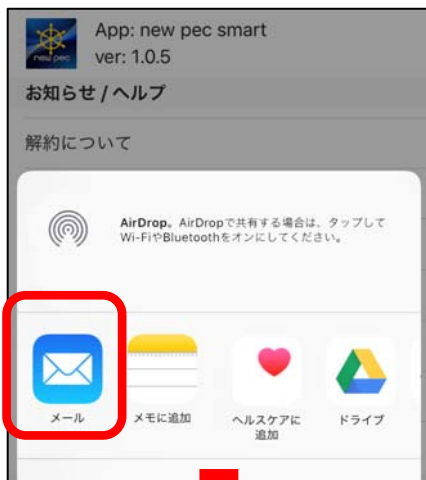 App: new pec smart
new pec
ver: 1.0.5
お知らせ / ヘルプ
解約について
AirDrop。AirDropで共有する場合は、タップして
Wi-FiやBluetoothをオンにしてください。
メール
メモに追加
ヘルスケアに
追加
ドライブ